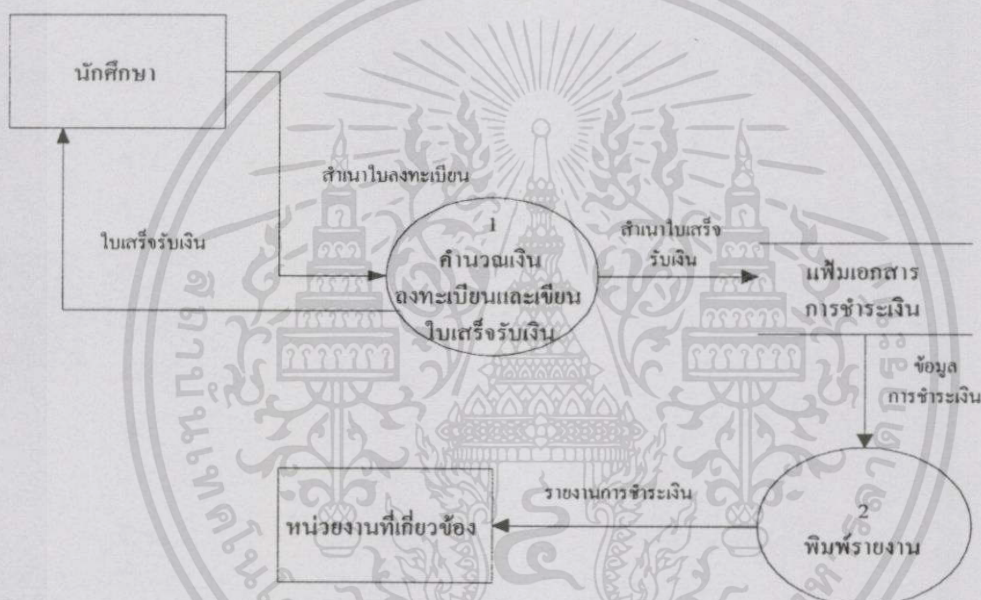 นักศึกษา
สำเนาใบลงทะเบียน
ใบเสร็จรับเงิน
1
คำนวณเงิน
ลงทะเบียนและเขียน
ใบเสร็จรับเงิน
สำเนาใบเสร็จ
รับเงิน
แฟ้มเอกสาร
การชำระเงิน
ข้อมูล
การชำระเงิน
2
พิมพ์รายงาน
รายงานการชำระเงิน
หน่วยงานที่เกี่ยวข้อง